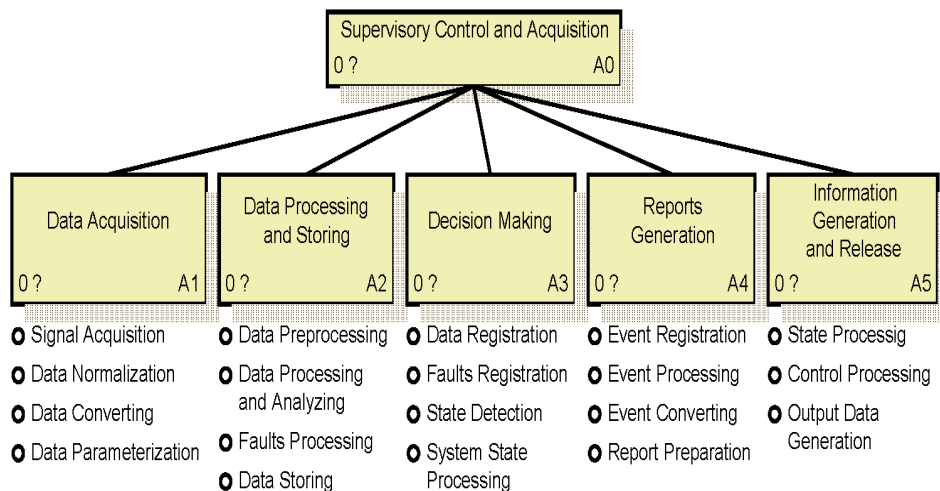 Supervisory Control and Acquisition
0 ? A0
Data Acquisition
0 ? A1
Data Processing
and Storing
0 ? A2
Decision Making
0 ? A3
Reports
Generation
0 ? A4
Information
Generation
and Release
0 ? A5
Signal Acquisition
Data Normalization
Data Converting
Data Parameterization
Data Preprocessing
Data Processing
and Analyzing
Faults Processing
Data Storing
Data Registration
Faults Registration
State Detection
System State
Processing
Event Registration
Event Processing
Event Converting
Report Preparation
State Processig
Control Processing
Output Data
Generation